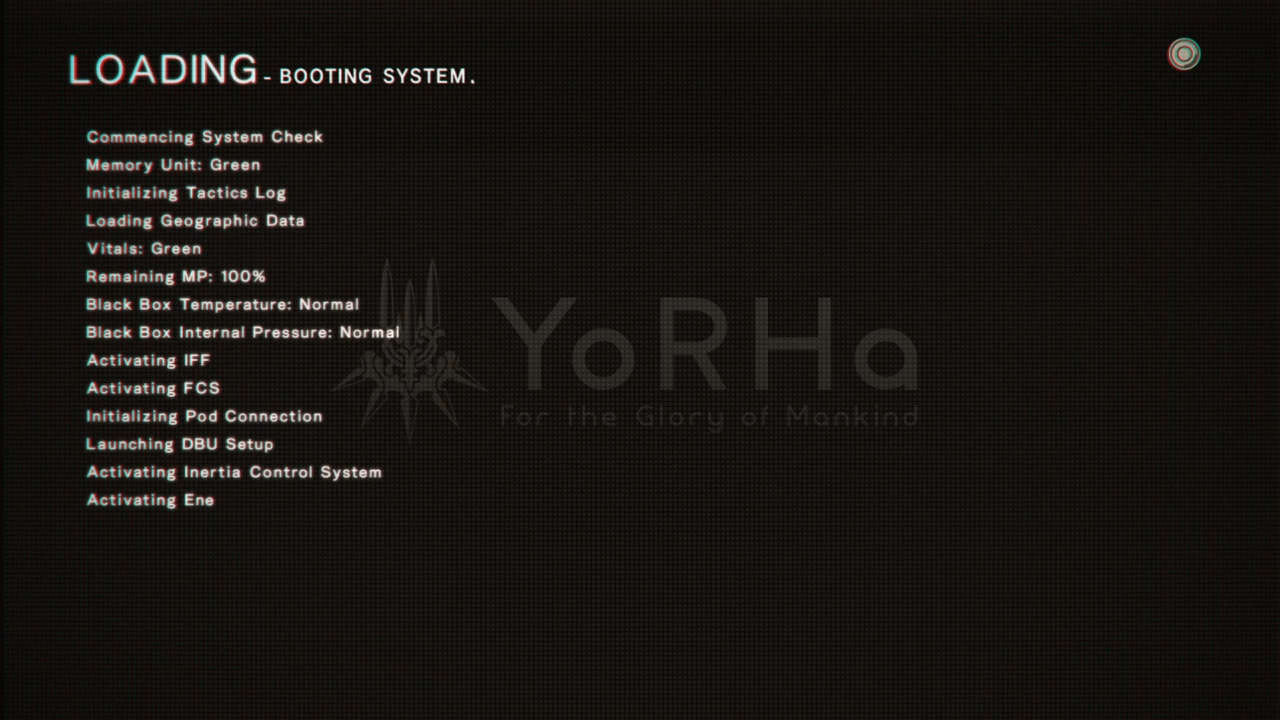 LOADING - BOOTING SYSTEM.
Commencing System Check
Memory Unit: Green
Initializing Tactics Log
Loading Geographic Data
Vitals: Green
Remaining MP: 100%
Black Box Temperature: Normal
Black Box Internal Pressure: Normal
Activating IFF
Activating FCS
Initializing Pod Connection
Launching DBU Setup
Activating Inertia Control System
Activating Ene
YoRHa
For the Glory of Mankind